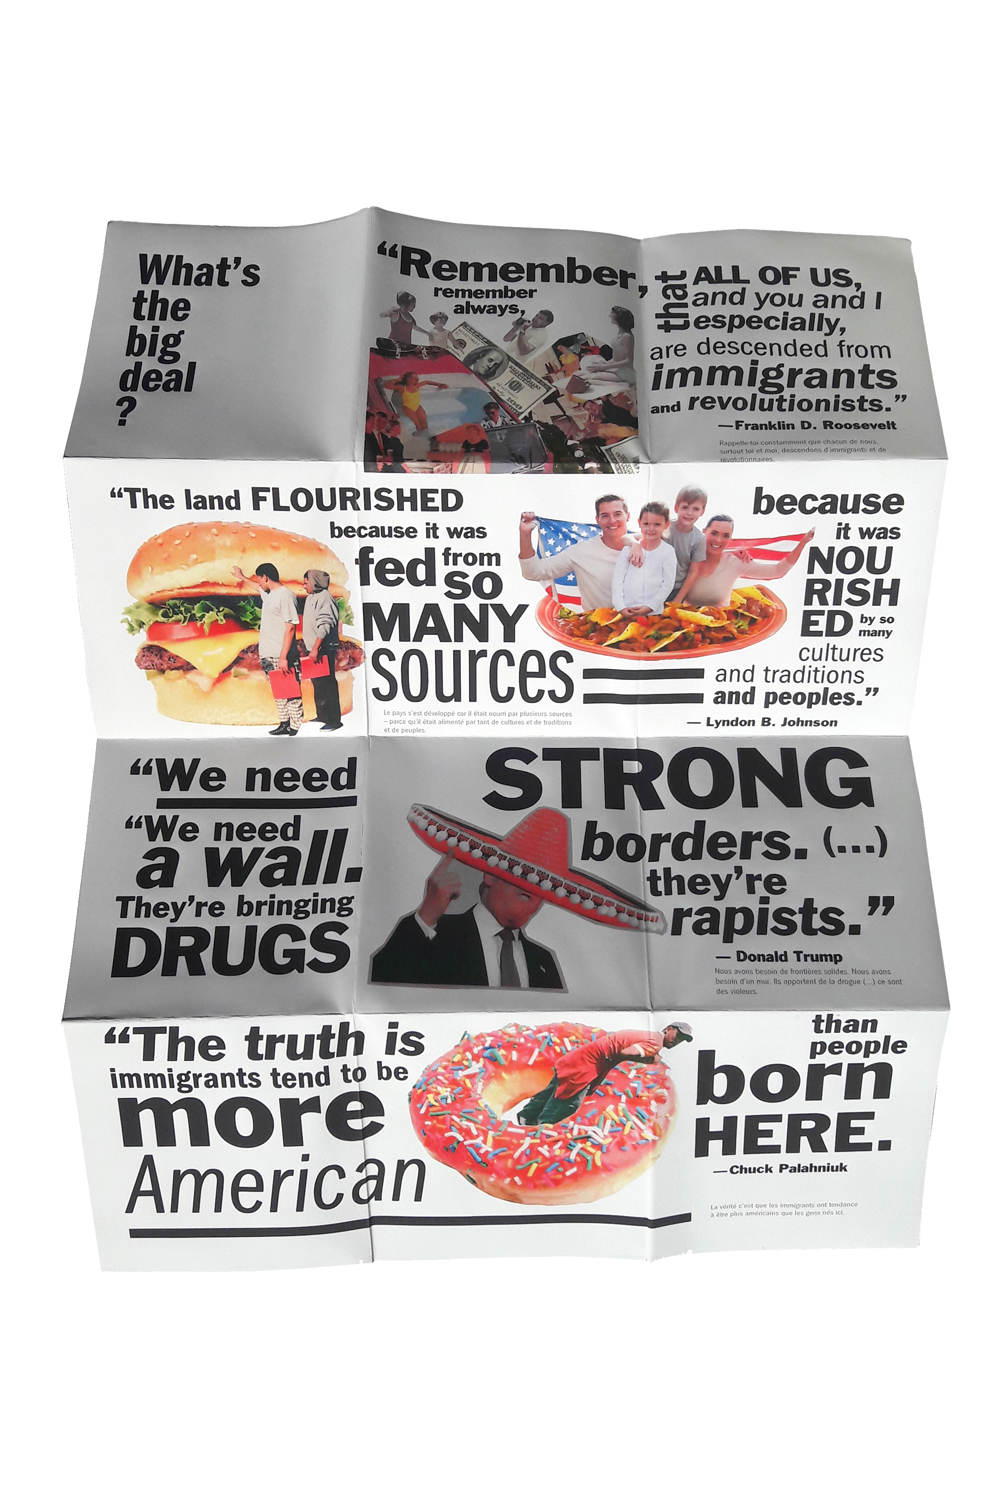 What's
the
big
deal
?
“Remember,
remember
always,
that
ALL OF US,
and you and I
especially,
are descended from
immigrants
and revolutionists.”
—Franklin D. Roosevelt
Rappelle-toi constamment que chacun de nous,
surtout toi et moi, descendons d'immigrants et de
révolutionnaires.
“The land FLOURISHED
because it was
fed from
so
MANY
sources
Le pays s'est développé car il était nourri par plusieurs sources
– parce qu'il était alimenté par tant de cultures et de traditions
et de peuples.
because
it was
NOU
RISH
ED by so
many
cultures
and traditions
and peoples.”
— Lyndon B. Johnson
“We need
STRONG
borders. (...)
“We need
a wall.
They're bringing
DRUGS
they're
rapists.”
— Donald Trump
Nous avons besoin de frontières solides. Nous avons
besoin d'un mur. Ils apportent de la drogue (...) ce sont
des violeurs.
“The truth is
immigrants tend to be
more
American
than
people
born
HERE.
—Chuck Palahniuk
La vérité c'est que les immigrants ont tendance
à être plus américains que les gens nés ici.